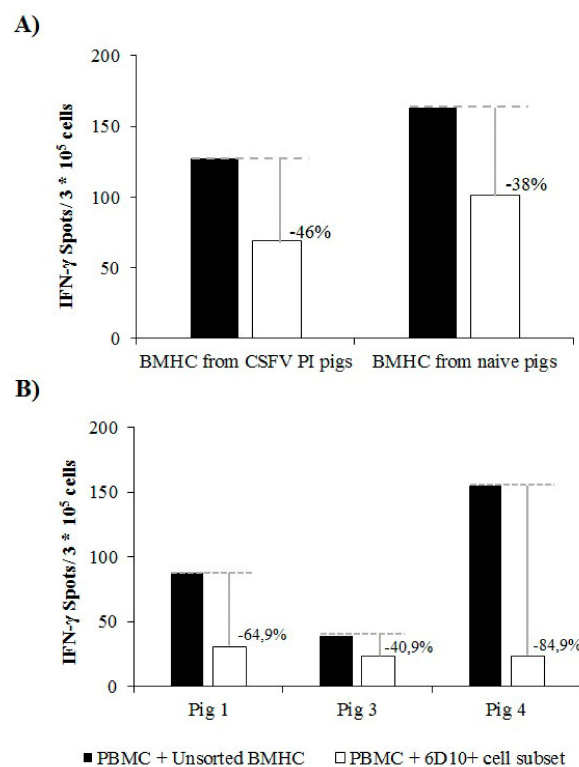 A)
IFN-γ Spots/ 3 * 10⁵ cells
200
150
100
50
0
-46%
-38%
BMHC from CSFV PI pigs
BMHC from naive pigs
B)
IFN-γ Spots/ 3 * 10⁵ cells
200
150
100
50
0
-64,9%
-40,9%
-84,9%
Pig 1
Pig 3
Pig 4
PBMC + Unsorted BMHC
PBMC + 6D10+ cell subset